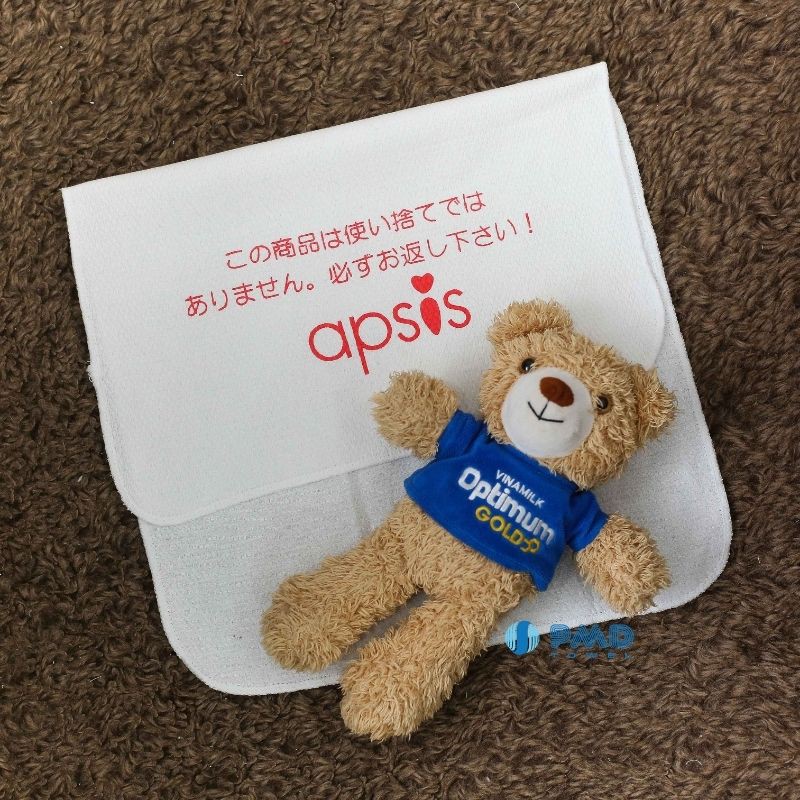 この商品は使い捨てでは
ありません。必ずお返し下さい！
apsis
VINAMILK
Optimum
GOLD
PMD
TOWEL